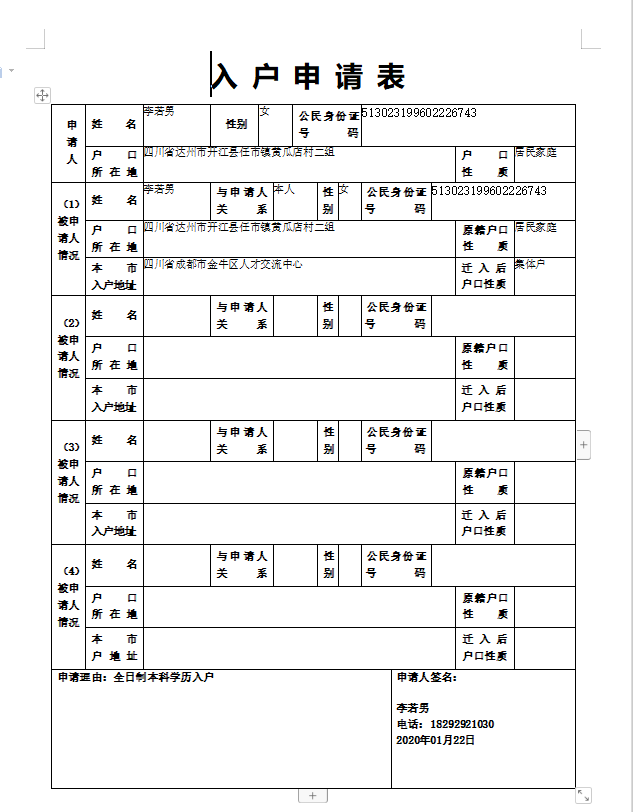 入户申请表
申请人 姓名 李若男 性别 女 公民身份证号码 513023199602226743
户口所在地 四川省达州市开江县任市镇黄瓜店村二组 户口性质 居民家庭
(1)被申请人情况 姓名 李若男 与申请人关系 本人 性别 女 公民身份证号码 513023199602226743
户口所在地 四川省达州市开江县任市镇黄瓜店村二组 原籍户口性质 居民家庭
本市入户地址 四川省成都市金牛区人才交流中心 迁入后户口性质 集体户
(2)被申请人情况 姓名 与申请人关系 性别 公民身份证号码
户口所在地 原籍户口性质
本市入户地址 迁入后户口性质
(3)被申请人情况 姓名 与申请人关系 性别 公民身份证号码
户口所在地 原籍户口性质
本市入户地址 迁入后户口性质
(4)被申请人情况 姓名 与申请人关系 性别 公民身份证号码
户口所在地 原籍户口性质
本市户地址 迁入后户口性质
申请理由：全日制本科学历入户 申请人签名：
李若男
电话：18292921030
2020年01月22日